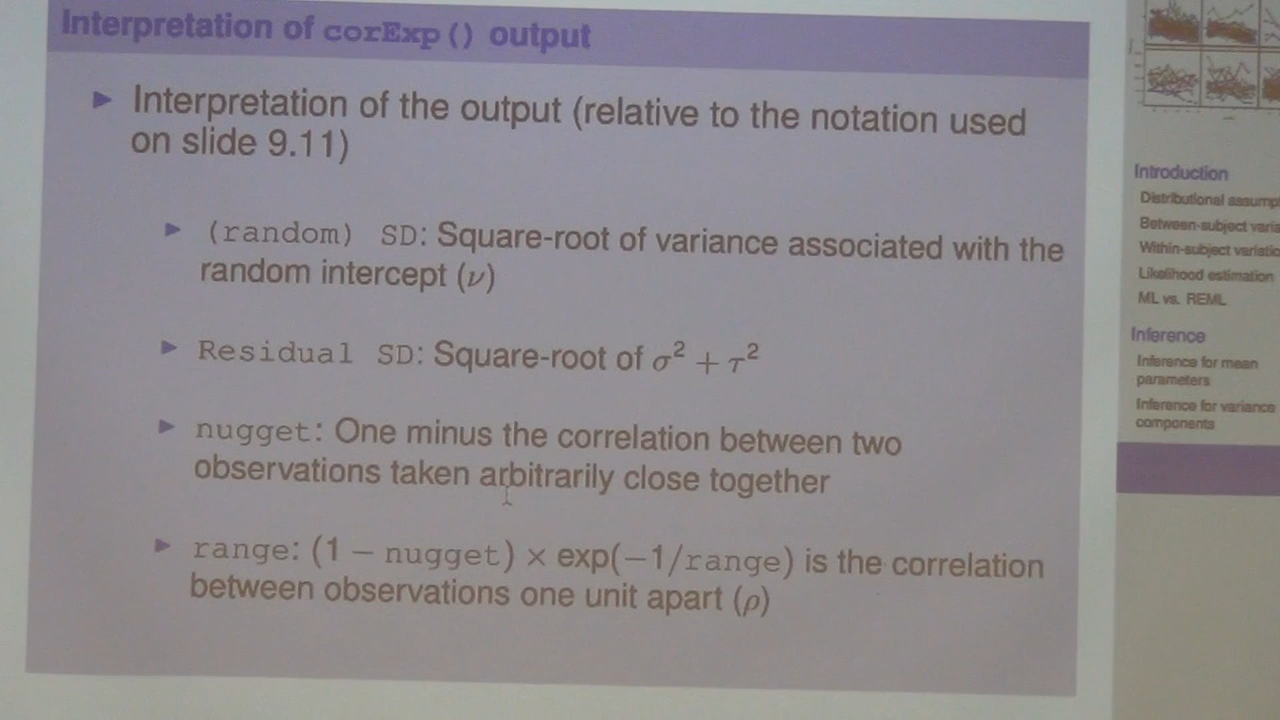 Interpretation of corExp() output
► Interpretation of the output (relative to the notation used
on slide 9.11)
► (random) SD: Square-root of variance associated with the
random intercept (ν)
► Residual SD: Square-root of σ² + τ²
► nugget: One minus the correlation between two
observations taken arbitrarily close together
► range: (1 − nugget) × exp(−1/range) is the correlation
between observations one unit apart (ρ)
Introduction
Distributional assump
Between-subject varia
Within-subject variatio
Likelihood estimation
ML vs. REML
Inference
Inference for mean
parameters
Inference for variance
components